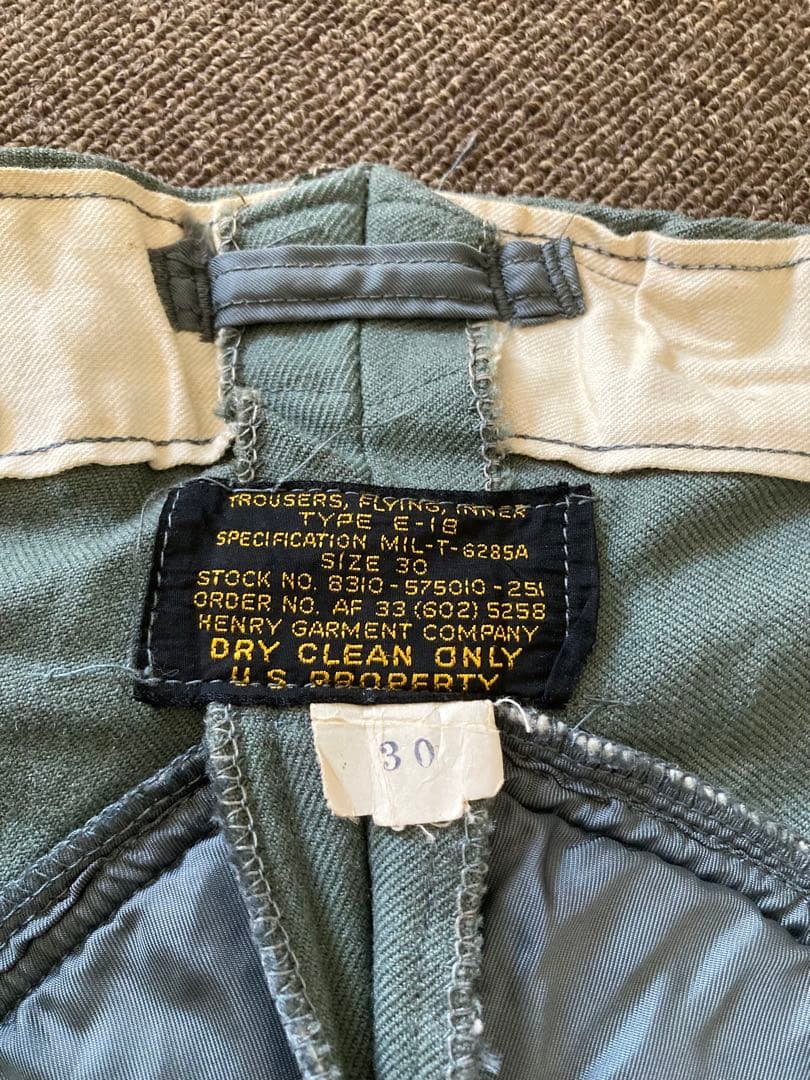 TROUSERS, FLYING, INNER
TYPE E-1B
SPECIFICATION MIL-T-6285A
SIZE 30
STOCK NO. 8310-575010-251
ORDER NO. AF 33 (602) 5258
HENRY GARMENT COMPANY
DRY CLEAN ONLY
U.S. PROPERTY
30